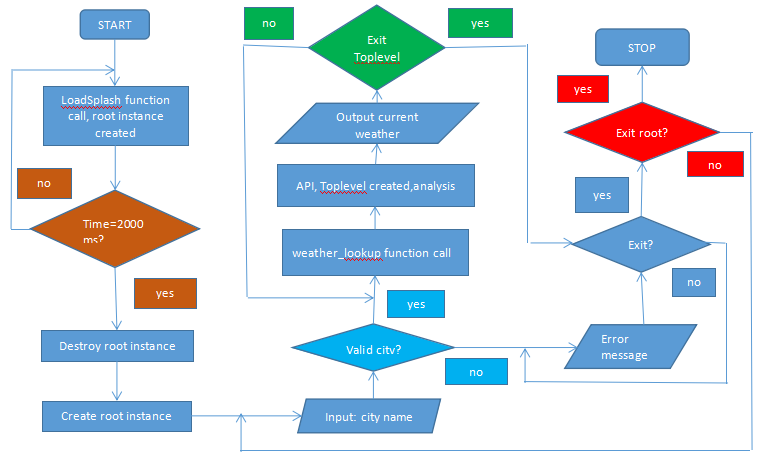 START
LoadSplash function
call, root instance
created
no
Time=2000
ms?
yes
Destroy root instance
Create root instance
no
yes
Exit
Toplevel
Output current
weather
API, Toplevel created,analysis
weather_lookup function call
yes
Valid city?
no
Input: city name
STOP
yes
Exit root?
no
yes
Exit?
no
Error
message